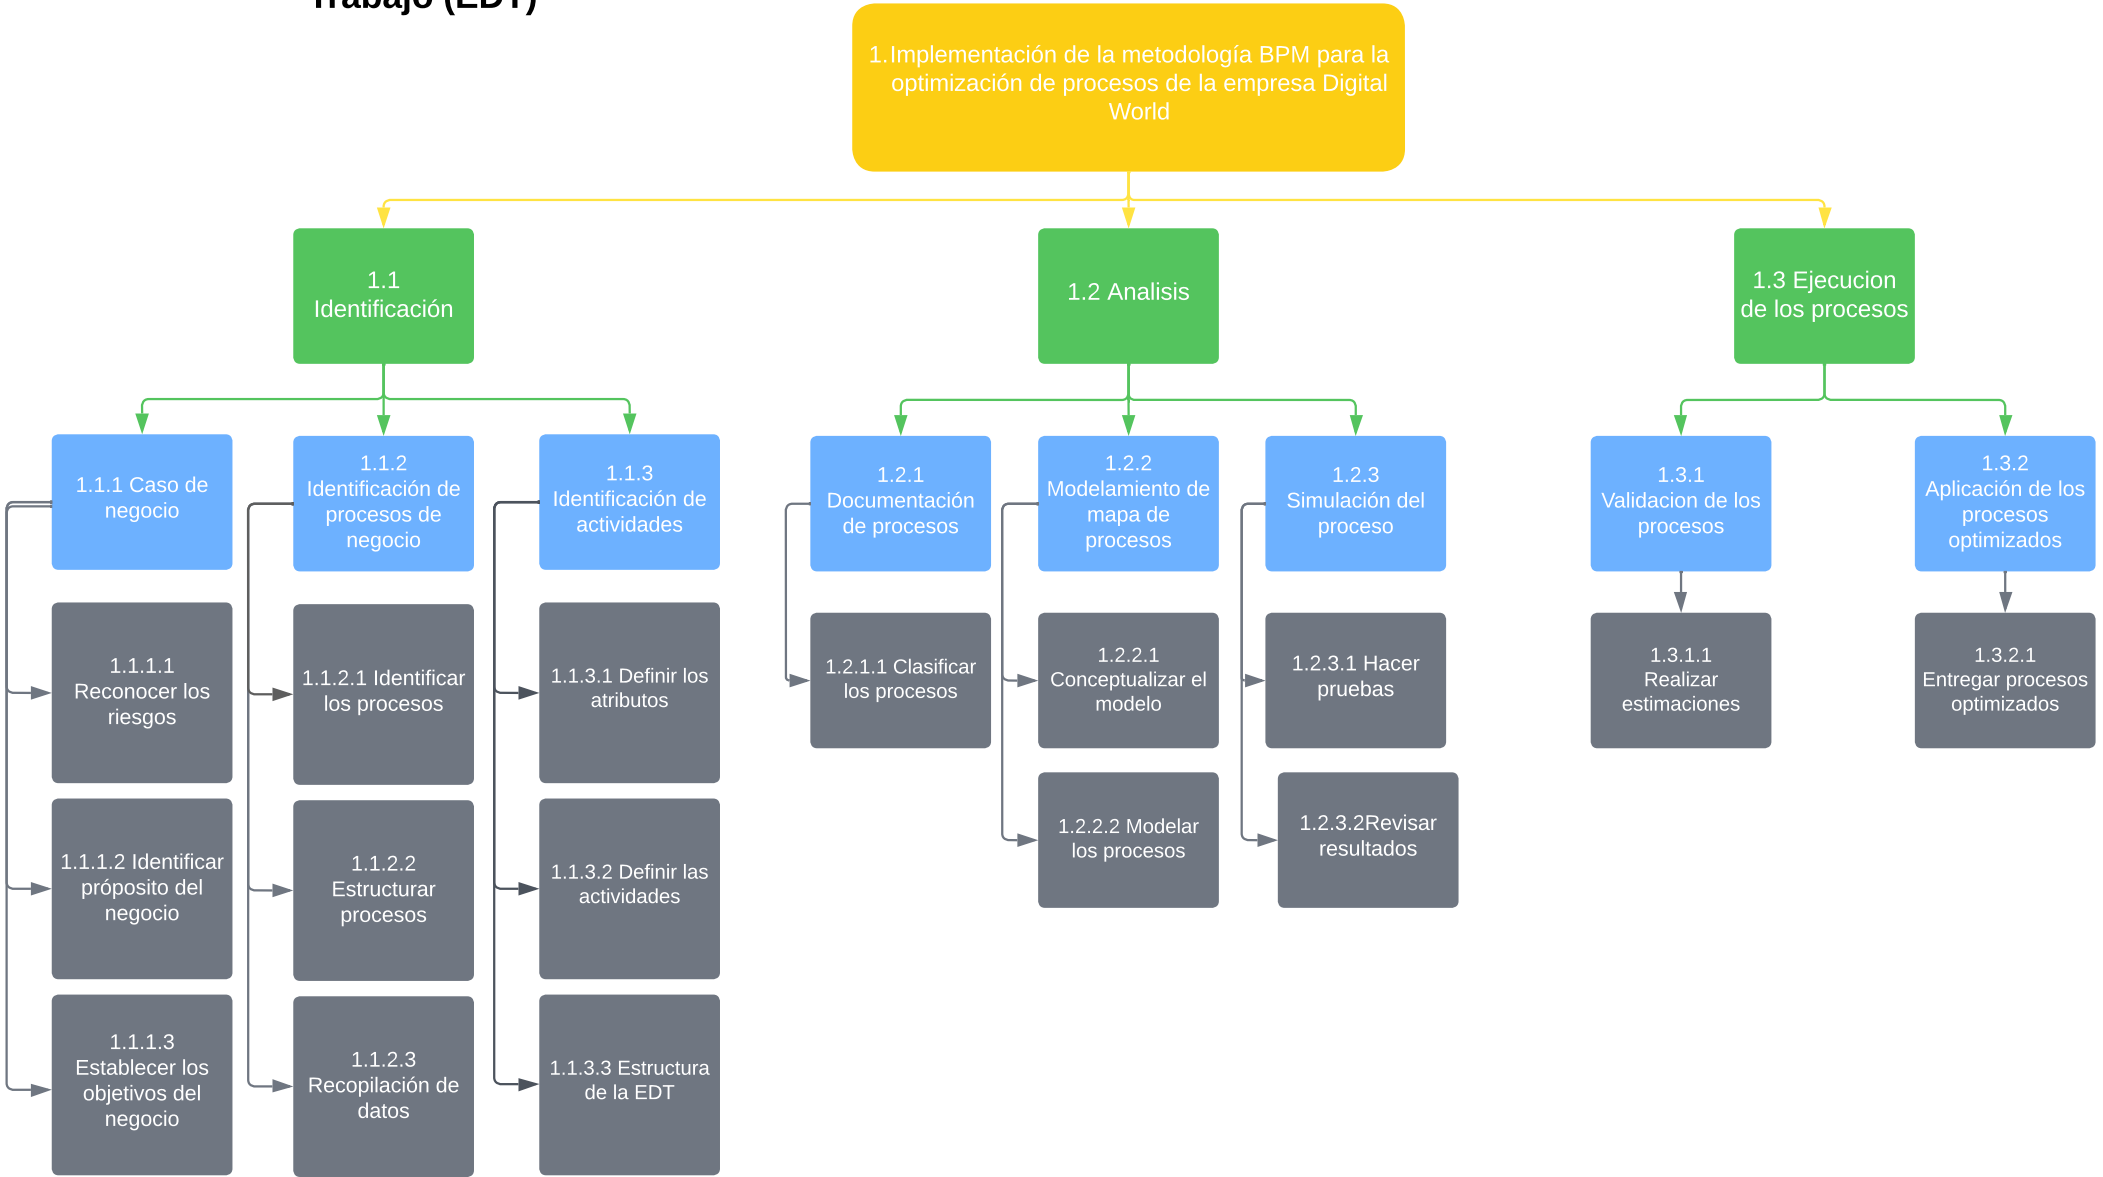 Trabajo (EDT)
1. Implementación de la metodología BPM para la
optimización de procesos de la empresa Digital
World
1.1
Identificación
1.2 Analisis
1.3 Ejecucion
de los procesos
1.1.1 Caso de
negocio
1.1.2
Identificación de
procesos de
negocio
1.1.3
Identificación de
actividades
1.2.1
Documentación
de procesos
1.2.2
Modelamiento de
mapa de
procesos
1.2.3
Simulación del
proceso
1.3.1
Validacion de los
procesos
1.3.2
Aplicación de los
procesos
optimizados
1.1.1.1
Reconocer los
riesgos
1.1.2.1 Identificar
los procesos
1.1.3.1 Definir los
atributos
1.2.1.1 Clasificar
los procesos
1.2.2.1
Conceptualizar el
modelo
1.2.3.1 Hacer
pruebas
1.3.1.1
Realizar
estimaciones
1.3.2.1
Entregar procesos
optimizados
1.1.1.2 Identificar
próposito del
negocio
1.1.2.2
Estructurar
procesos
1.1.3.2 Definir las
actividades
1.2.2.2 Modelar
los procesos
1.2.3.2Revisar
resultados
1.1.1.3
Establecer los
objetivos del
negocio
1.1.2.3
Recopilación de
datos
1.1.3.3 Estructura
de la EDT